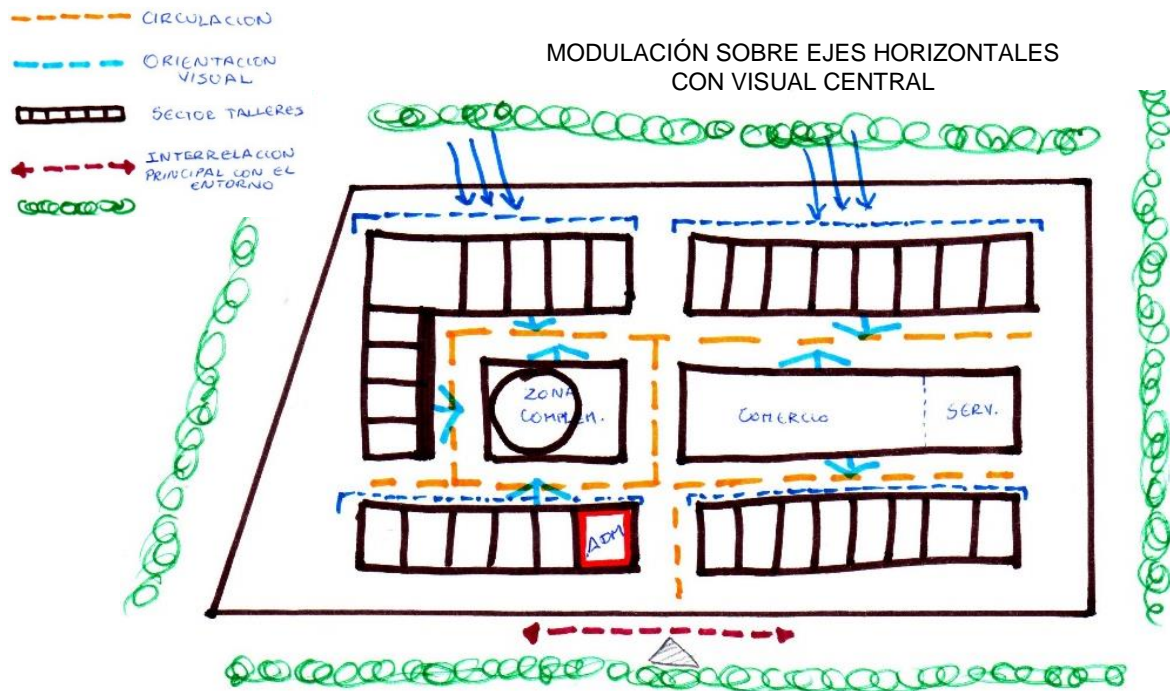 CIRCULACION
ORIENTACION
VISUAL
SECTOR TALLERES
INTERRELACION
PRINCIPAL CON EL
ENTORNO
MODULACIÓN SOBRE EJES HORIZONTALES
CON VISUAL CENTRAL
ZONA
COMPLEM.
COMERCIO
SERV.
ADM